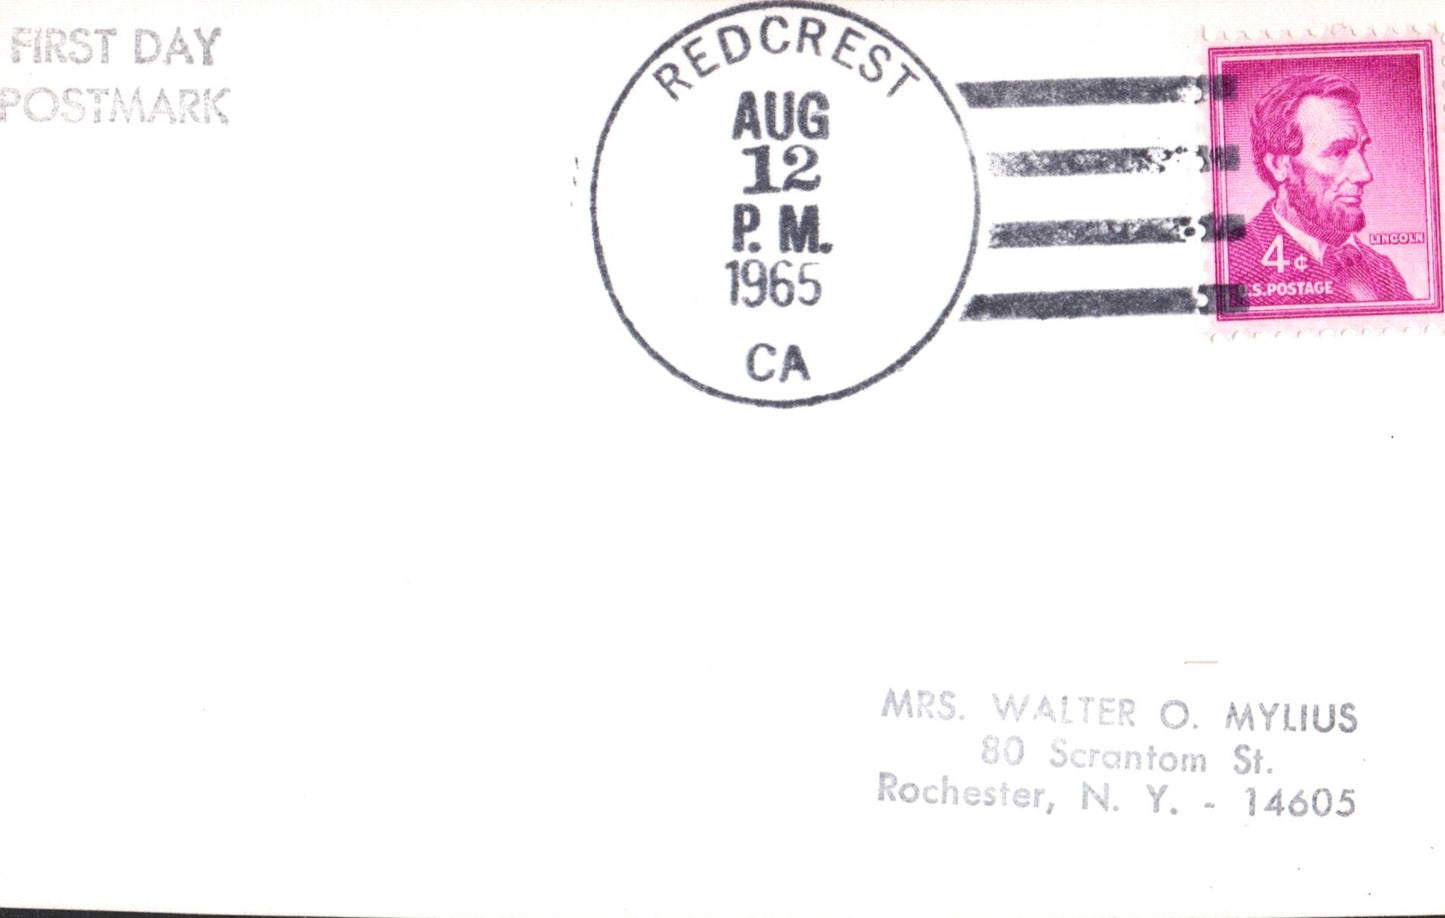 FIRST DAY
POSTMARK
REDCREST
AUG
12
P. M.
1965
CA
LINCOLN
4¢
U.S. POSTAGE
MRS. WALTER O. MYLIUS
80 Scrantom St.
Rochester, N. Y. - 14605